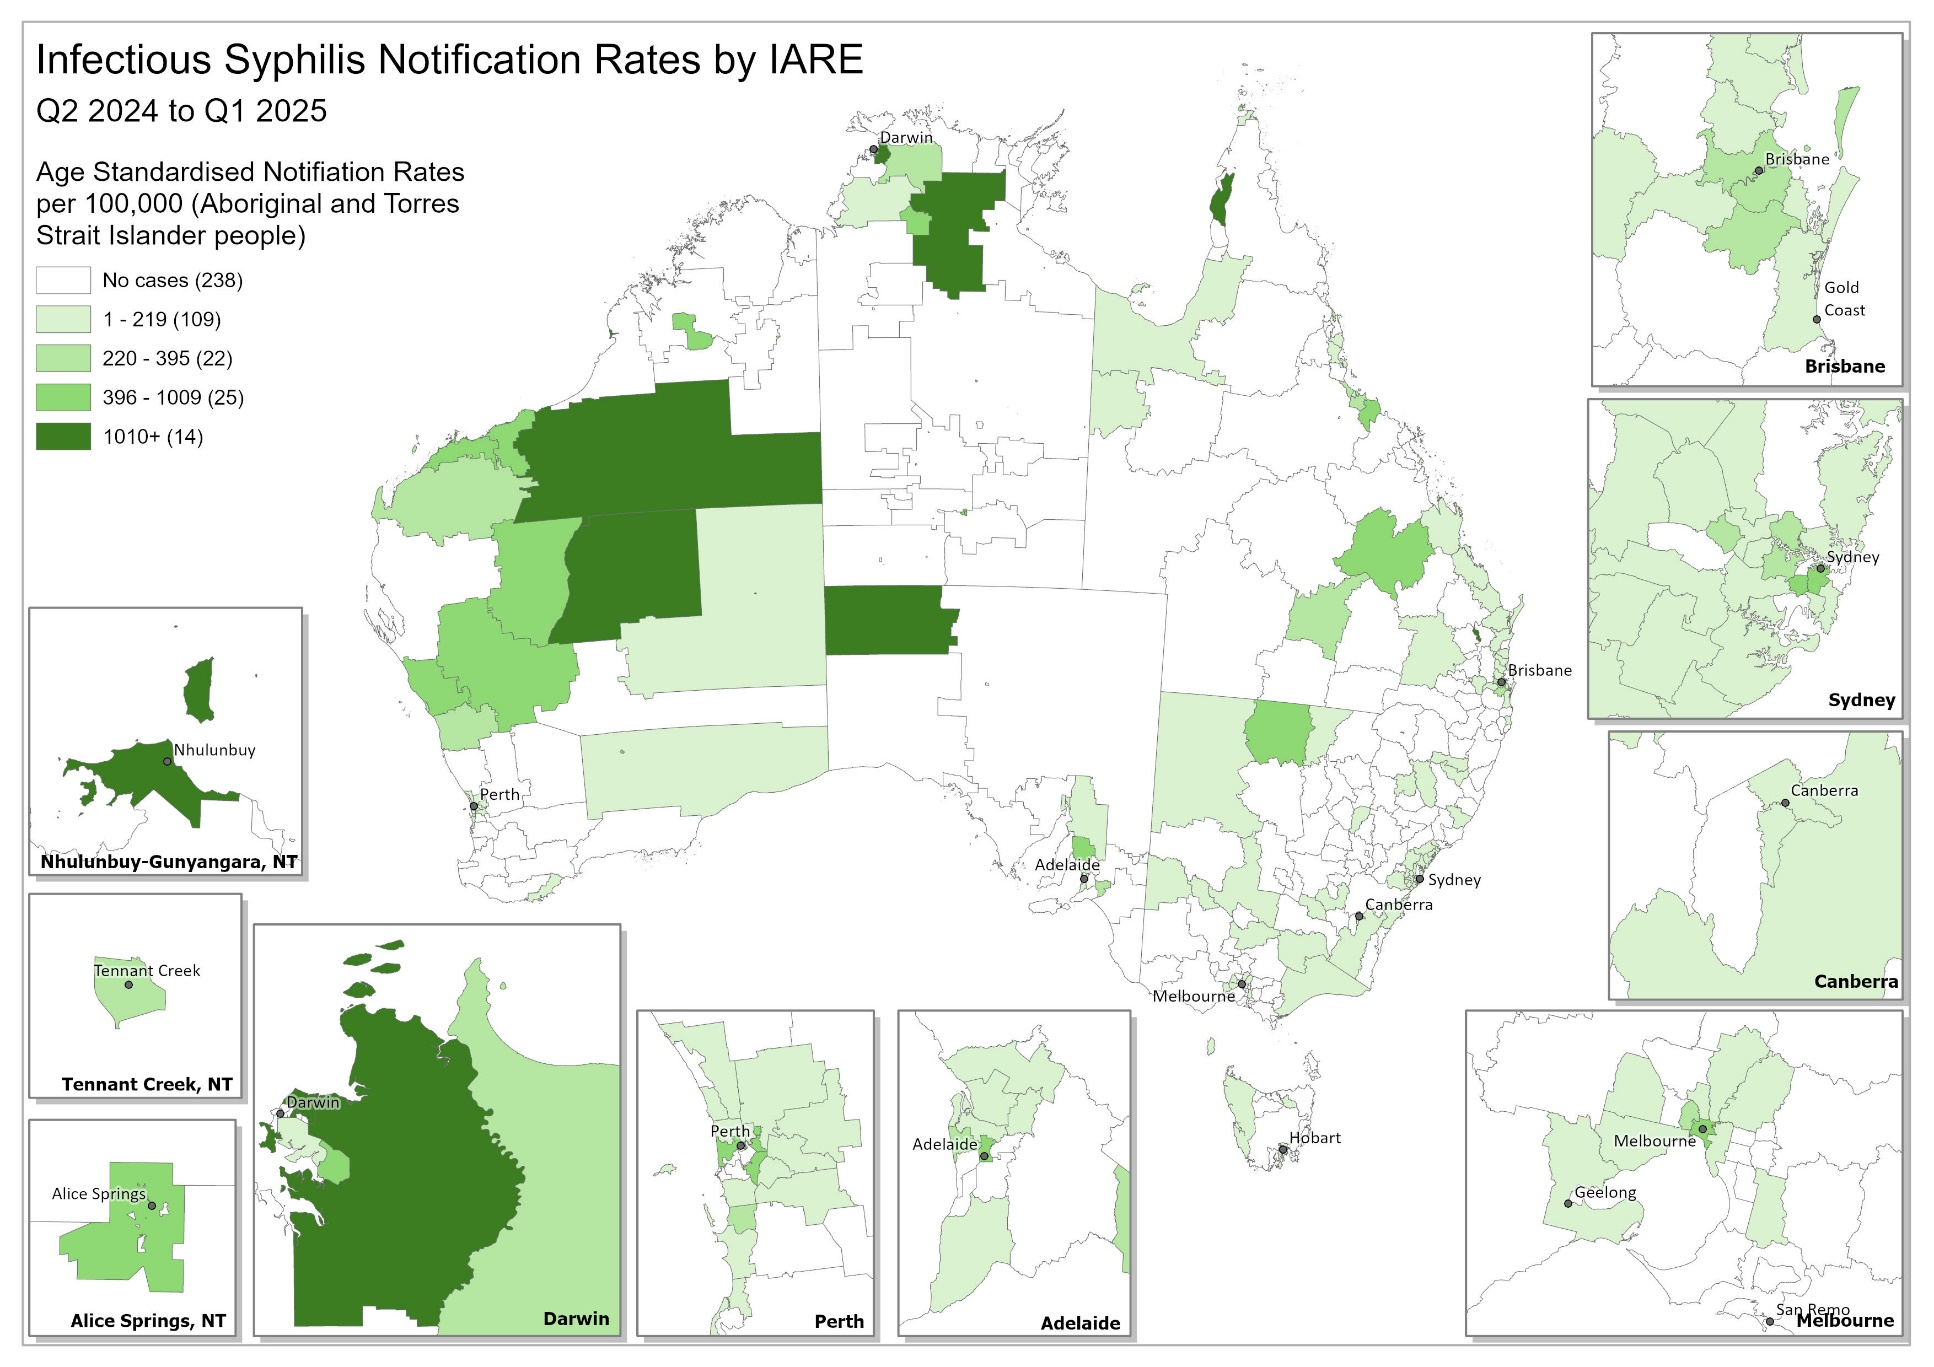 Infectious Syphilis Notification Rates by IARE
Q2 2024 to Q1 2025
Age Standardised Notifiation Rates
per 100,000 (Aboriginal and Torres
Strait Islander people)
No cases (238)
1 - 219 (109)
220 - 395 (22)
396 - 1009 (25)
1010+ (14)
Darwin
Brisbane
Perth
Adelaide
Sydney
Canberra
Melbourne
Hobart
Brisbane
Gold
Coast
Brisbane
Sydney
Sydney
Canberra
Canberra
Nhulunbuy
Nhulunbuy-Gunyangara, NT
Tennant Creek
Tennant Creek, NT
Alice Springs
Alice Springs, NT
Darwin
Darwin
Perth
Perth
Adelaide
Adelaide
Melbourne
Geelong
San Remo
Melbourne